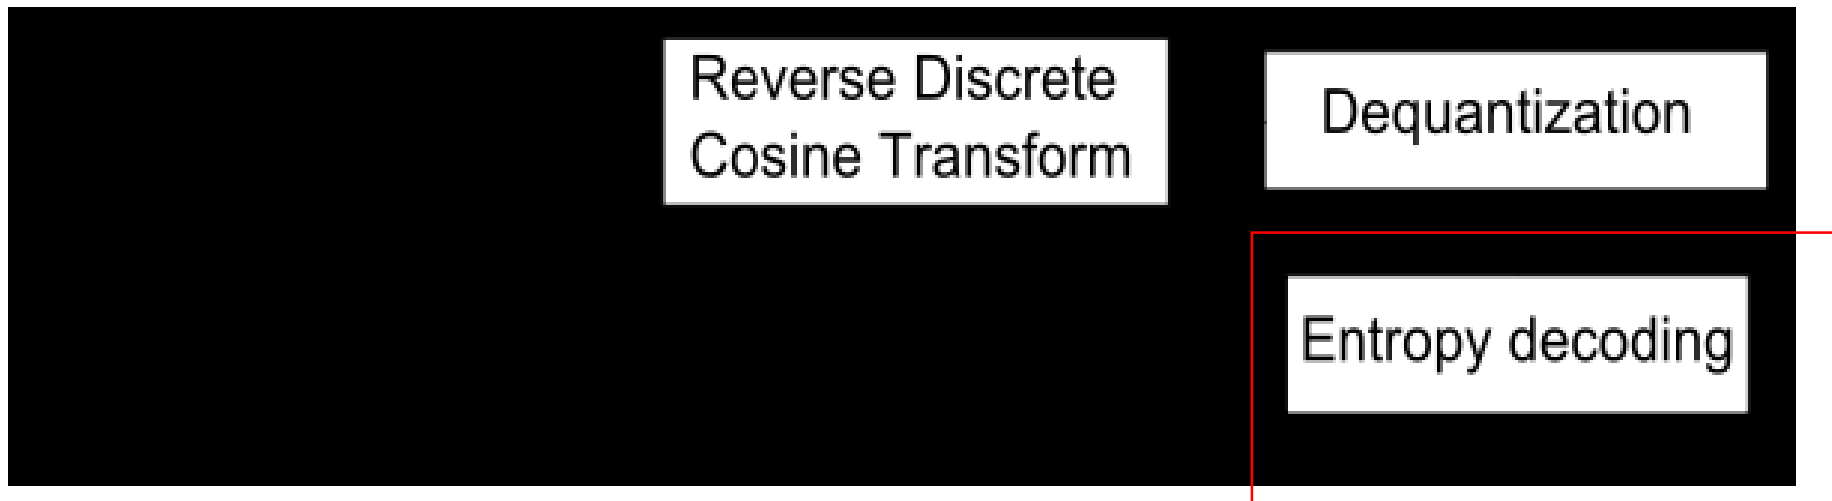 Reverse Discrete
Cosine Transform
Dequantization
Entropy decoding